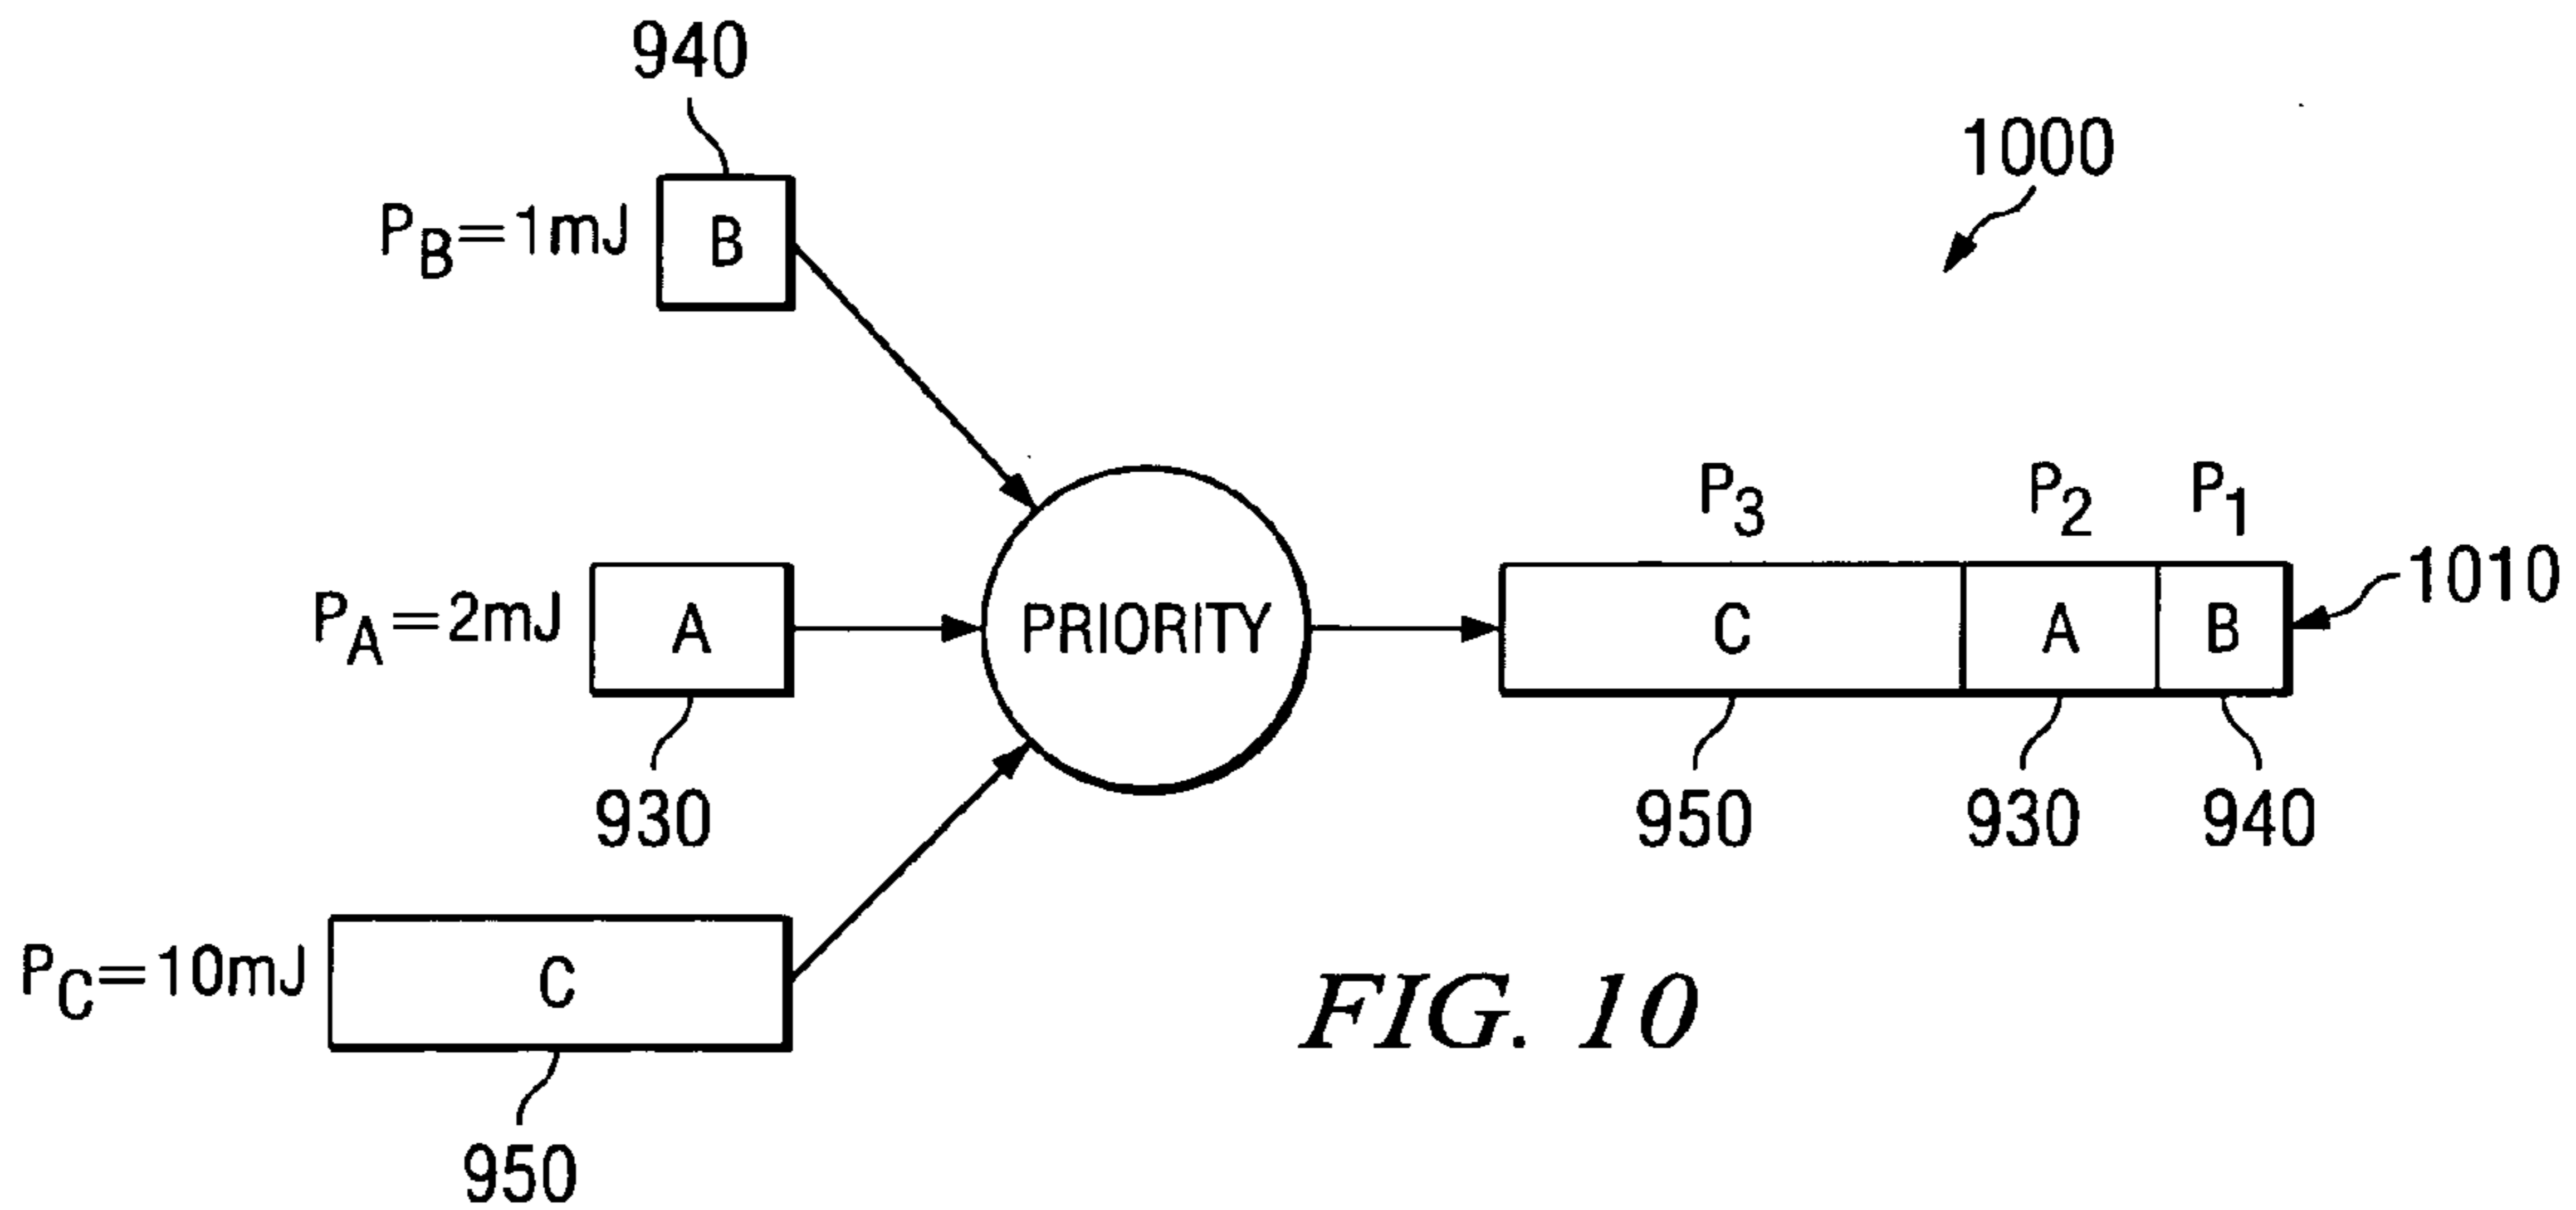 940
1000
P_B=1mJ
B
P_3
P_2
P_1
1010
P_A=2mJ
A
PRIORITY
C
A
B
930
950
930
940
P_C=10mJ
C
FIG. 10
950